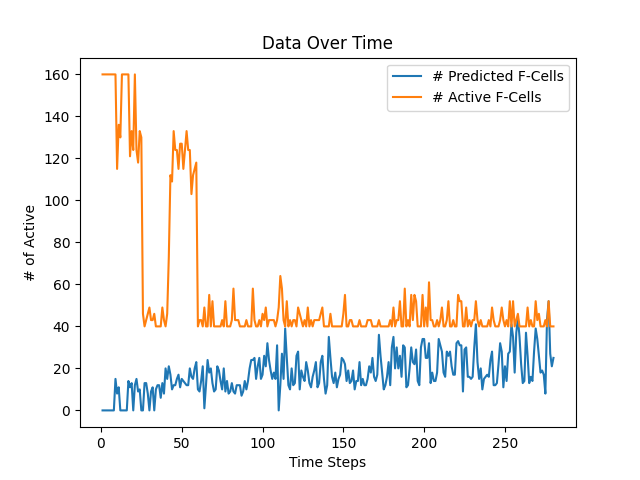 Data Over Time
# Predicted F-Cells
# Active F-Cells
160
140
120
100
80
60
40
20
0
# of Active
0 50 100 150 200 250
Time Steps